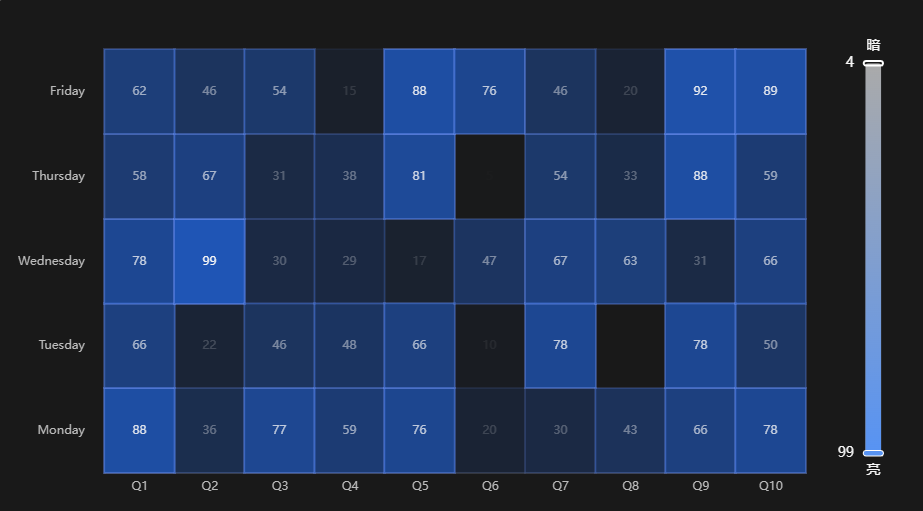 暗
4
Friday 62 46 54 15 88 76 46 20 92 89
Thursday 58 67 31 38 81 54 33 88 59
Wednesday 78 99 30 29 17 47 67 63 31 66
Tuesday 66 22 46 48 66 10 78 78 50
Monday 88 36 77 59 76 20 30 43 66 78
99
亮
Q1 Q2 Q3 Q4 Q5 Q6 Q7 Q8 Q9 Q10